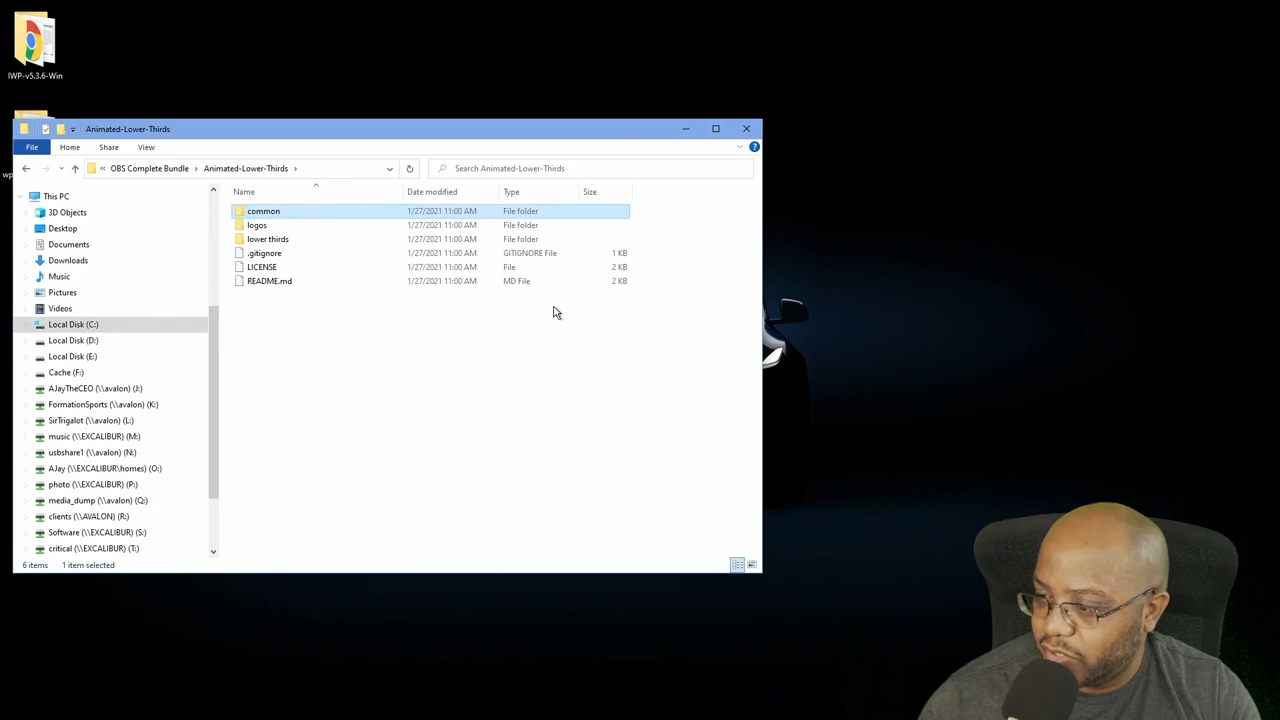 IWP-v5.3.6-Win
Animated-Lower-Thirds
File Home Share View
« OBS Complete Bundle > Animated-Lower-Thirds > Search Animated-Lower-Thirds
This PC
3D Objects
Desktop
Documents
Downloads
Music
Pictures
Videos
Local Disk (C:)
Local Disk (D:)
Local Disk (E:)
Cache (F:)
AJayTheCEO (\\avalon) (J:)
FormationSports (\\avalon) (K:)
SirTrigalot (\\avalon) (L:)
music (\\EXCALIBUR) (M:)
usbshare1 (\\avalon) (N:)
AJay (\\EXCALIBUR\homes) (O:)
photo (\\EXCALIBUR) (P:)
media_dump (\\avalon) (Q:)
clients (\\AVALON) (R:)
Software (\\EXCALIBUR) (S:)
critical (\\EXCALIBUR) (T:)
Name Date modified Type Size
common 1/27/2021 11:00 AM File folder
logos 1/27/2021 11:00 AM File folder
lower thirds 1/27/2021 11:00 AM File folder
.gitignore 1/27/2021 11:00 AM GITIGNORE File 1 KB
LICENSE 1/27/2021 11:00 AM File 2 KB
README.md 1/27/2021 11:00 AM MD File 2 KB
6 items 1 item selected